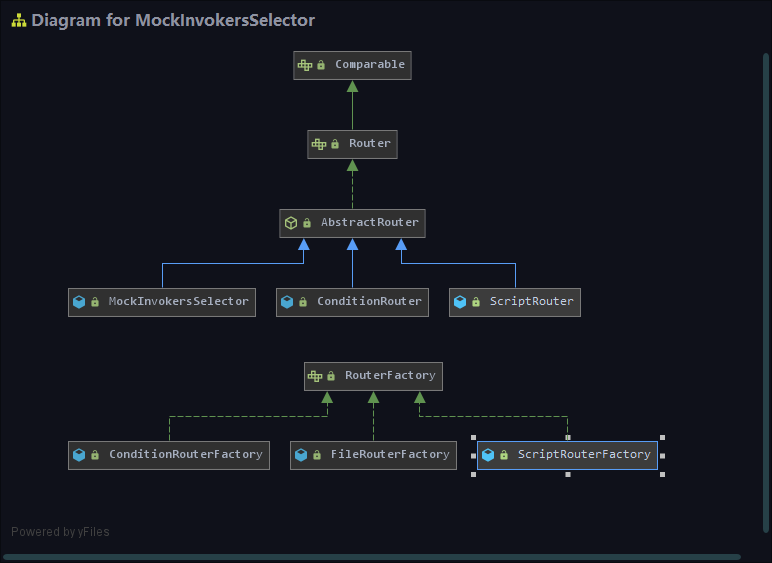 Diagram for MockInvokersSelector
Comparable
Router
AbstractRouter
MockInvokersSelector
ConditionRouter
ScriptRouter
RouterFactory
ConditionRouterFactory
FileRouterFactory
ScriptRouterFactory
Powered by yFiles